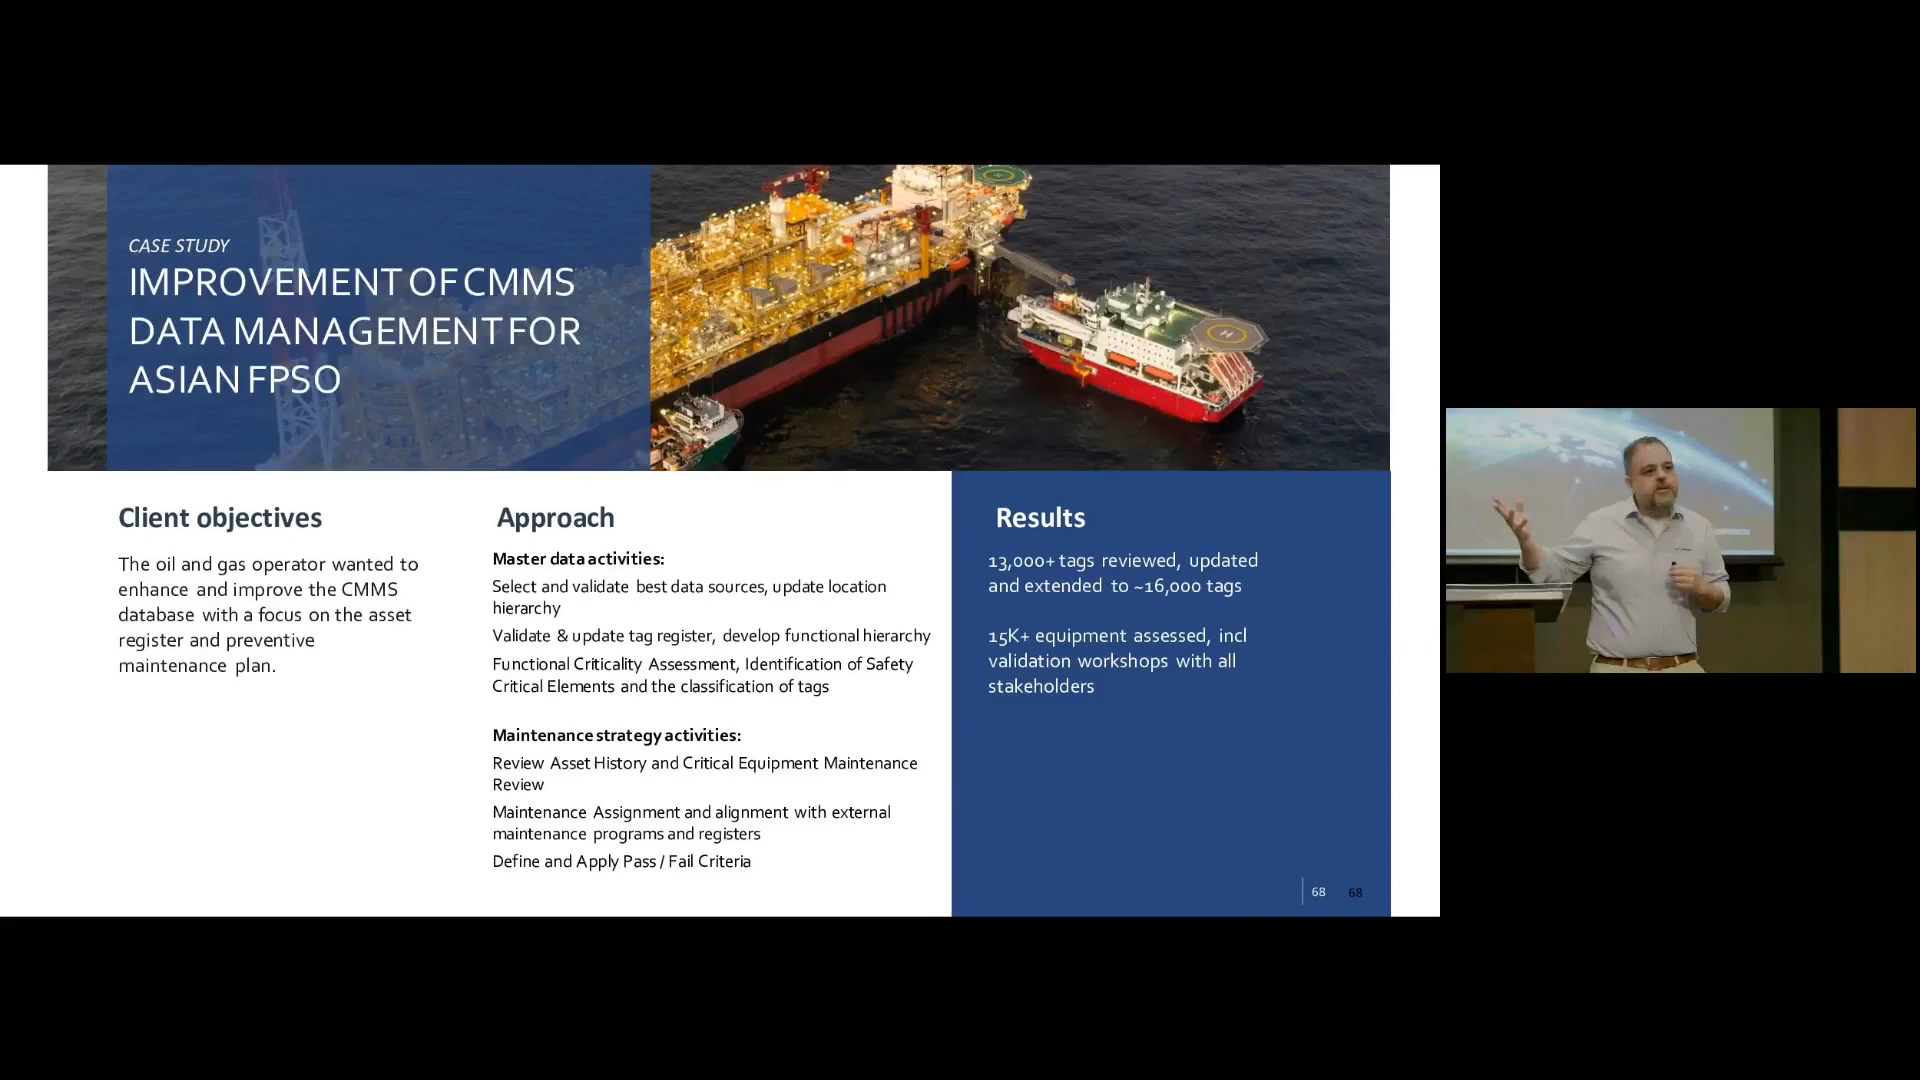 CASE STUDY
IMPROVEMENT OF CMMS
DATA MANAGEMENT FOR
ASIAN FPSO
Client objectives
The oil and gas operator wanted to
enhance and improve the CMMS
database with a focus on the asset
register and preventive
maintenance plan.
Approach
Master data activities:
Select and validate best data sources, update location
hierarchy
Validate & update tag register, develop functional hierarchy
Functional Criticality Assessment, Identification of Safety
Critical Elements and the classification of tags
Maintenance strategy activities:
Review Asset History and Critical Equipment Maintenance
Review
Maintenance Assignment and alignment with external
maintenance programs and registers
Define and Apply Pass / Fail Criteria
Results
13,000+ tags reviewed, updated
and extended to ~16,000 tags
15K+ equipment assessed, incl
validation workshops with all
stakeholders
68 68